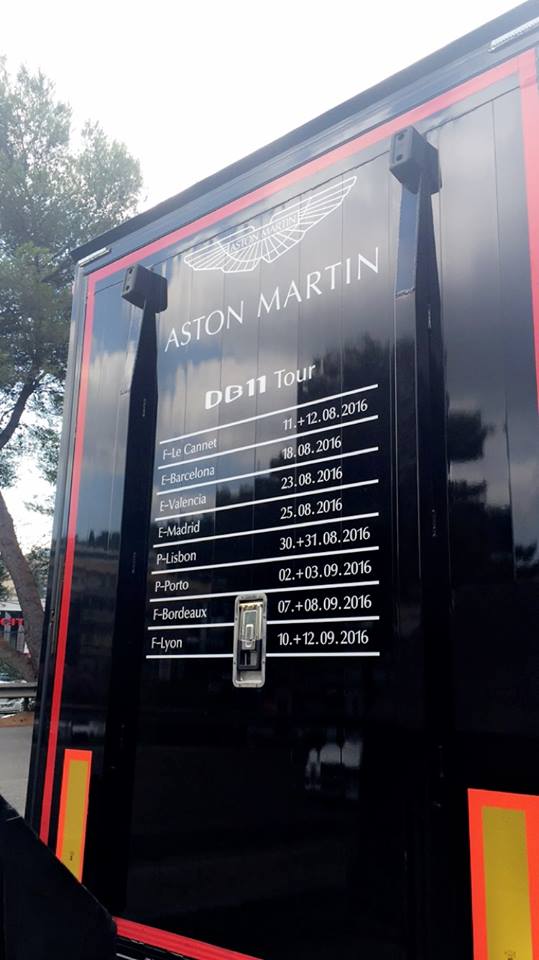 ASTON MARTIN
ASTON MARTIN
DB11 Tour
F-Le Cannet 11.+12.08.2016
E-Barcelona 18.08.2016
E-Valencia 23.08.2016
E-Madrid 25.08.2016
P-Lisbon 30.+31.08.2016
P-Porto 02.+03.09.2016
F-Bordeaux 07.+08.09.2016
F-Lyon 10.+12.09.2016